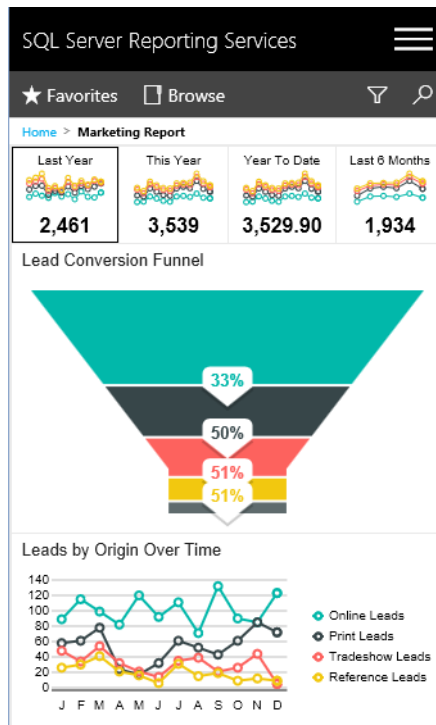 SQL Server Reporting Services
Favorites Browse
Home > Marketing Report
Last Year This Year Year To Date Last 6 Months
2,461 3,539 3,529.90 1,934
Lead Conversion Funnel
33%
50%
51%
51%
Leads by Origin Over Time
140
120
100
80
60
40
20
0
J F M A M J J A S O N D
Online Leads
Print Leads
Tradeshow Leads
Reference Leads